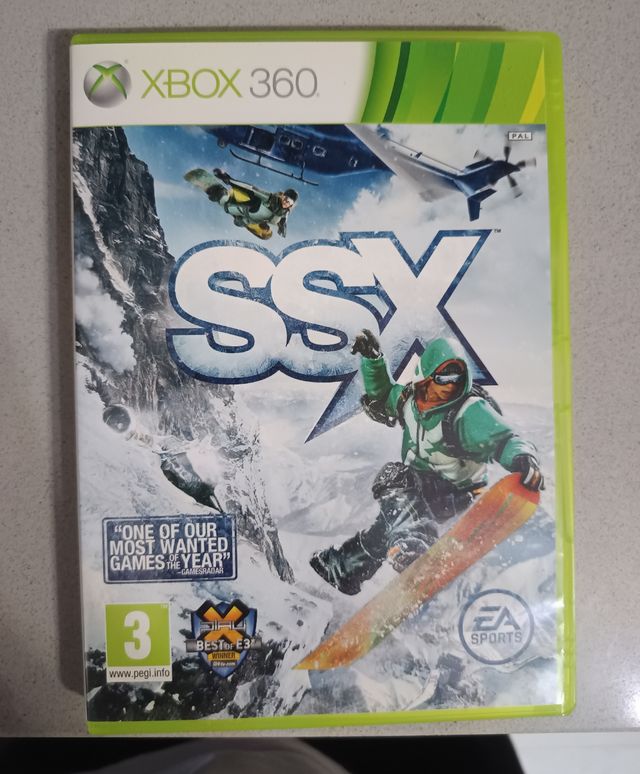 XBOX 360
PAL
SSX
TM
"ONE OF OUR
MOST WANTED
GAMES OF THE YEAR"
-GAMESRADAR
3
www.pegi.info
BEST OF E3
WINNER
EA
SPORTS